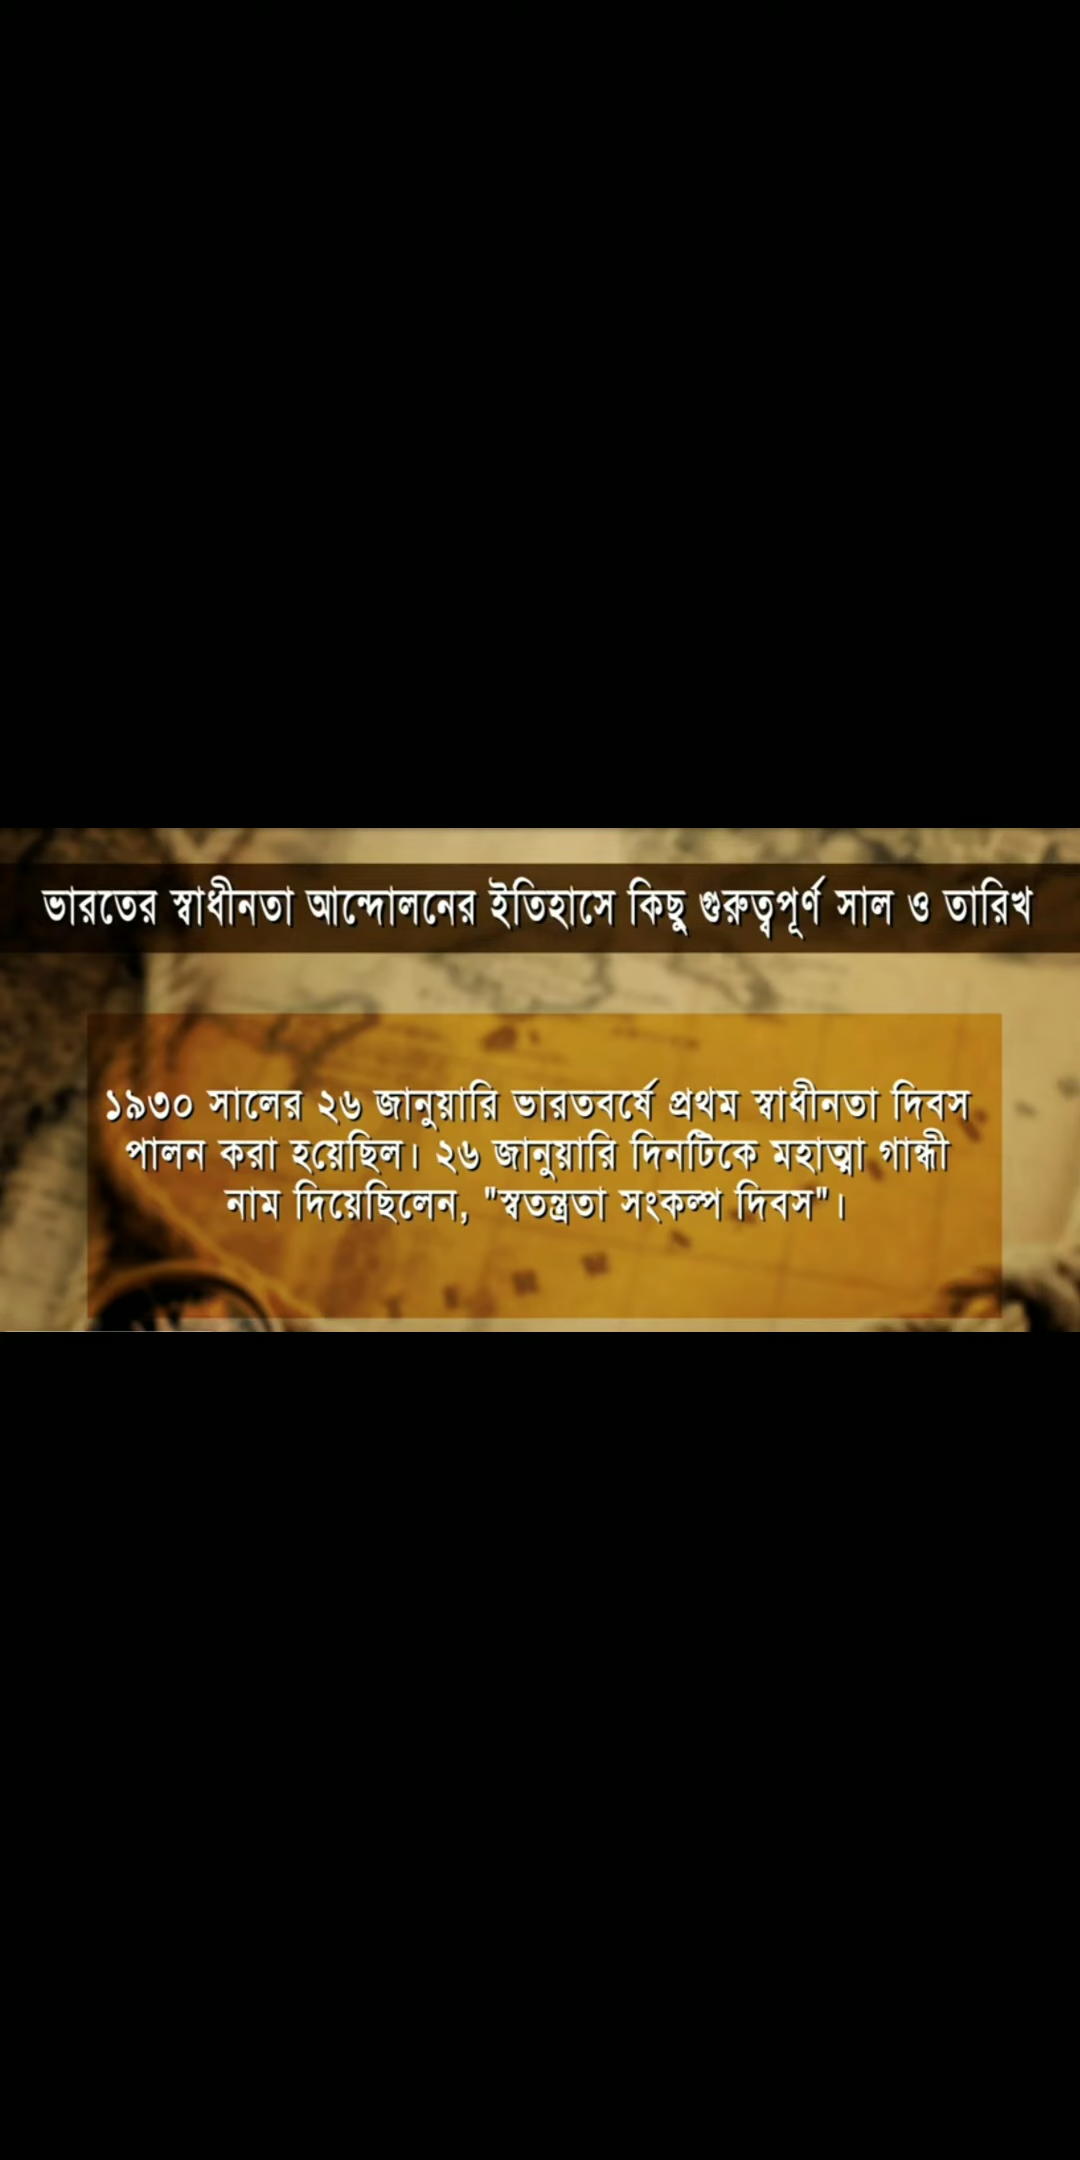 ভারতের স্বাধীনতা আন্দোলনের ইতিহাসে কিছু গুরুত্বপূর্ণ সাল ও তারিখ
১৯৩০ সালের ২৬ জানুয়ারি ভারতবর্ষে প্রথম স্বাধীনতা দিবস
পালন করা হয়েছিল। ২৬ জানুয়ারি দিনটিকে মহাত্মা গান্ধী
নাম দিয়েছিলেন, "স্বতন্ত্রতা সংকল্প দিবস"।